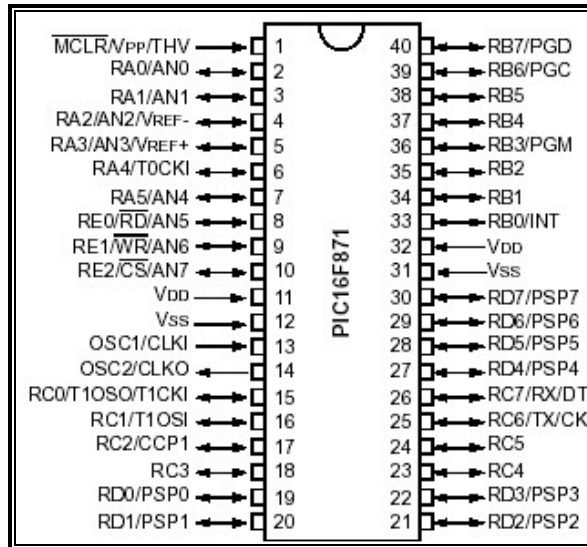 MCLR/VPP/THV 1 40 RB7/PGD
RA0/AN0 2 39 RB6/PGC
RA1/AN1 3 38 RB5
RA2/AN2/VREF- 4 37 RB4
RA3/AN3/VREF+ 5 36 RB3/PGM
RA4/T0CKI 6 35 RB2
RA5/AN4 7 34 RB1
RE0/RD/AN5 8 33 RB0/INT
RE1/WR/AN6 9 32 VDD
RE2/CS/AN7 10 31 VSS
VDD 11 30 RD7/PSP7
VSS 12 29 RD6/PSP6
OSC1/CLKI 13 28 RD5/PSP5
OSC2/CLKO 14 27 RD4/PSP4
RC0/T1OSO/T1CKI 15 26 RC7/RX/DT
RC1/T1OSI 16 25 RC6/TX/CK
RC2/CCP1 17 24 RC5
RC3 18 23 RC4
RD0/PSP0 19 22 RD3/PSP3
RD1/PSP1 20 21 RD2/PSP2
PIC16F871